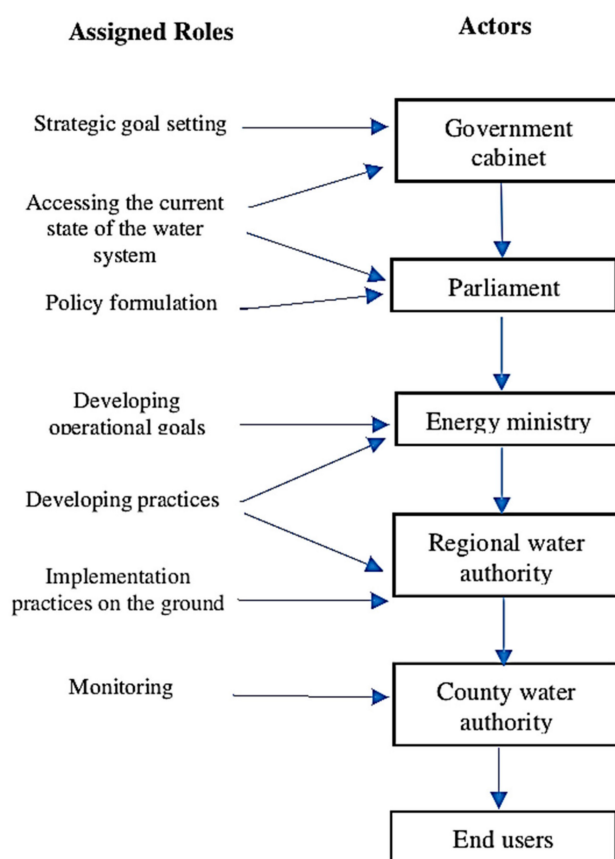 Assigned Roles
Actors
Strategic goal setting
Government
cabinet
Accessing the current
state of the water
system
Parliament
Policy formulation
Developing
operational goals
Energy ministry
Developing practices
Regional water
authority
Implementation
practices on the ground
Monitoring
County water
authority
End users